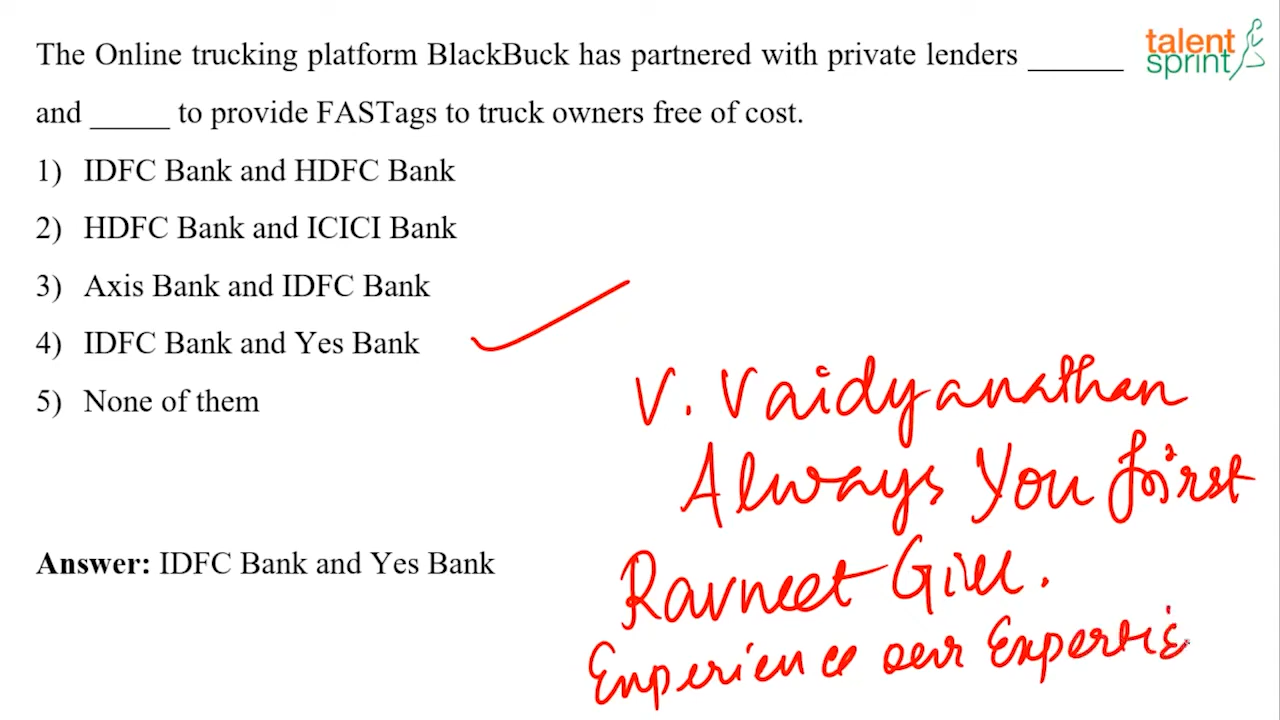 The Online trucking platform BlackBuck has partnered with private lenders ______
talent
sprint
and _____ to provide FASTags to truck owners free of cost.
1) IDFC Bank and HDFC Bank
2) HDFC Bank and ICICI Bank
3) Axis Bank and IDFC Bank
4) IDFC Bank and Yes Bank
5) None of them
V. Vaidyanathan
Always You first
Answer: IDFC Bank and Yes Bank
Ravneet Gill.
Experience our Expertis